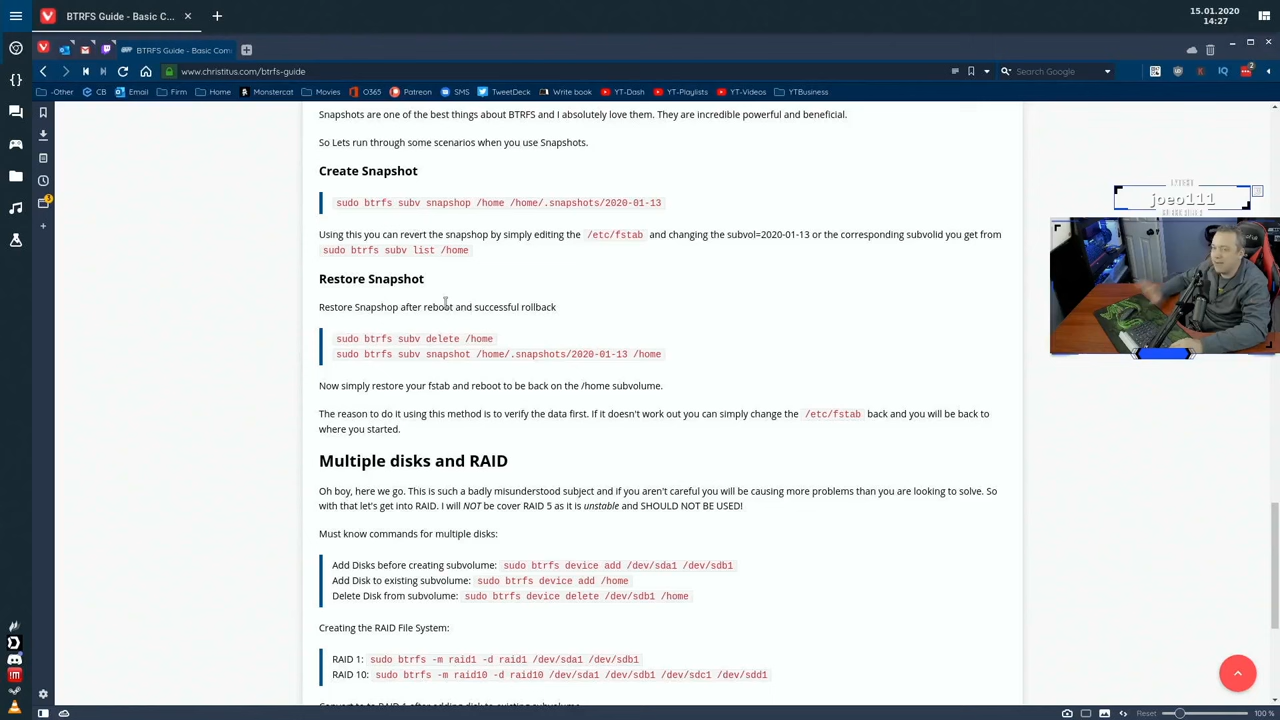 BTRFS Guide - Basic C...
15.01.2020
14:27
BTRFS Guide - Basic Com
www.christitus.com/btrfs-guide
Search Google
IQ
2
-Other
CB
Email
Firm
Home
Monstercat
Movies
O365
Patreon
SMS
TweetDeck
Write book
YT-Dash
YT-Playlists
YT-Videos
YTBusiness
Snapshots are one of the best things about BTRFS and I absolutely love them. They are incredible powerful and beneficial.
So Lets run through some scenarios when you use Snapshots.
Create Snapshot
sudo btrfs subv snapshop /home /home/.snapshots/2020-01-13
joeo111
Using this you can revert the snapshop by simply editing the /etc/fstab and changing the subvol=2020-01-13 or the corresponding subvolid you get from
sudo btrfs subv list /home
Restore Snapshot
Restore Snapshop after reboot and successful rollback
sudo btrfs subv delete /home
sudo btrfs subv snapshot /home/.snapshots/2020-01-13 /home
Now simply restore your fstab and reboot to be back on the /home subvolume.
The reason to do it using this method is to verify the data first. If it doesn't work out you can simply change the /etc/fstab back and you will be back to
where you started.
Multiple disks and RAID
Oh boy, here we go. This is such a badly misunderstood subject and if you aren't careful you will be causing more problems than you are looking to solve. So
with that let's get into RAID. I will NOT be cover RAID 5 as it is unstable and SHOULD NOT BE USED!
Must know commands for multiple disks:
Add Disks before creating subvolume: sudo btrfs device add /dev/sda1 /dev/sdb1
Add Disk to existing subvolume: sudo btrfs device add /home
Delete Disk from subvolume: sudo btrfs device delete /dev/sdb1 /home
Creating the RAID File System:
RAID 1: sudo btrfs -m raid1 -d raid1 /dev/sda1 /dev/sdb1
RAID 10: sudo btrfs -m raid10 -d raid10 /dev/sda1 /dev/sdb1 /dev/sdc1 /dev/sdd1
Reset
100 %